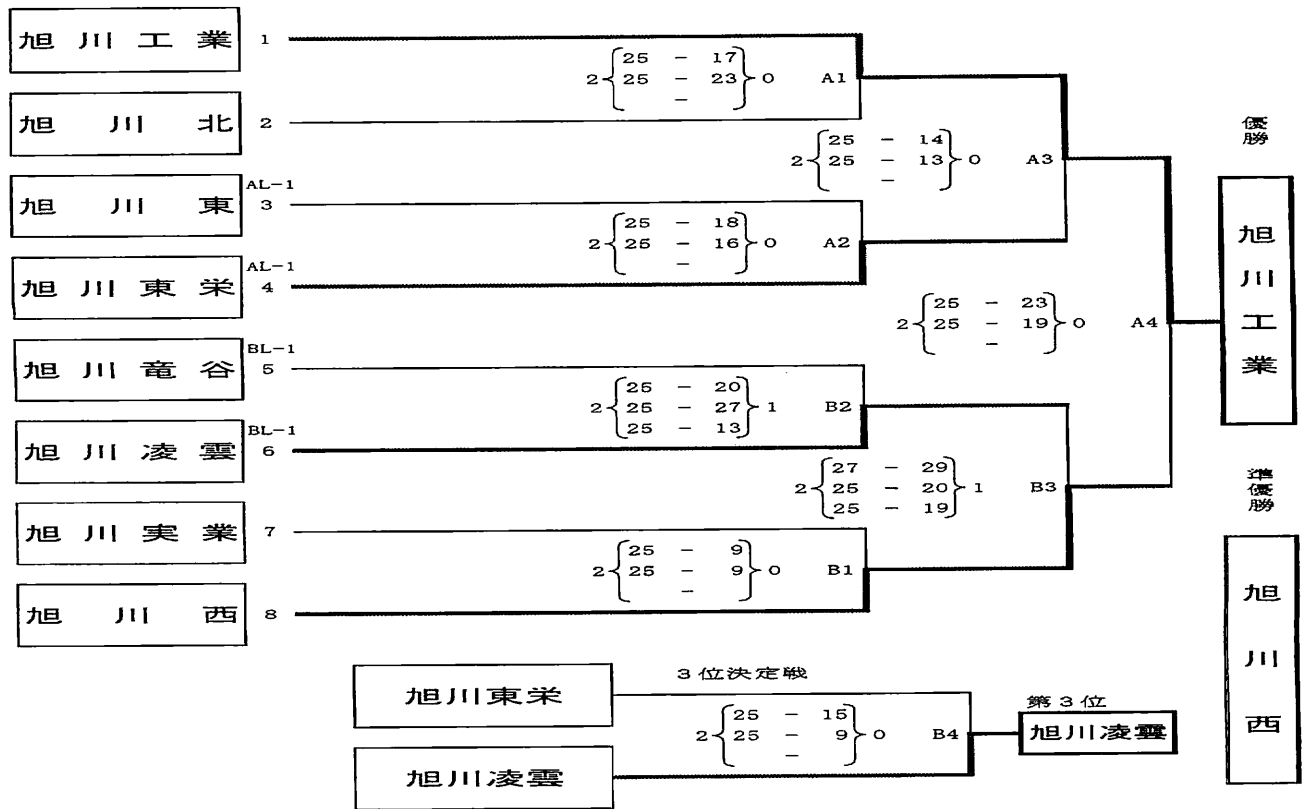 旭川工業 1
2 25 - 17 0 A1
25 - 23
-
旭川北 2
優勝
2 25 - 14 0 A3
25 - 13
-
AL-1
旭川東 3
2 25 - 18 0 A2
25 - 16
-
旭川工業
AL-1
旭川東栄 4
2 25 - 23 0 A4
25 - 19
-
BL-1
旭川竜谷 5
2 25 - 20 1 B2
25 - 27
25 - 13
BL-1
旭川凌雲 6
2 27 - 29 1 B3
25 - 20
25 - 19
準優勝
旭川実業 7
2 25 - 9 0 B1
25 - 9
-
旭川西
旭川西 8
3位決定戦
旭川東栄
2 25 - 15 0 B4
25 - 9
-
第3位
旭川凌雲
旭川凌雲